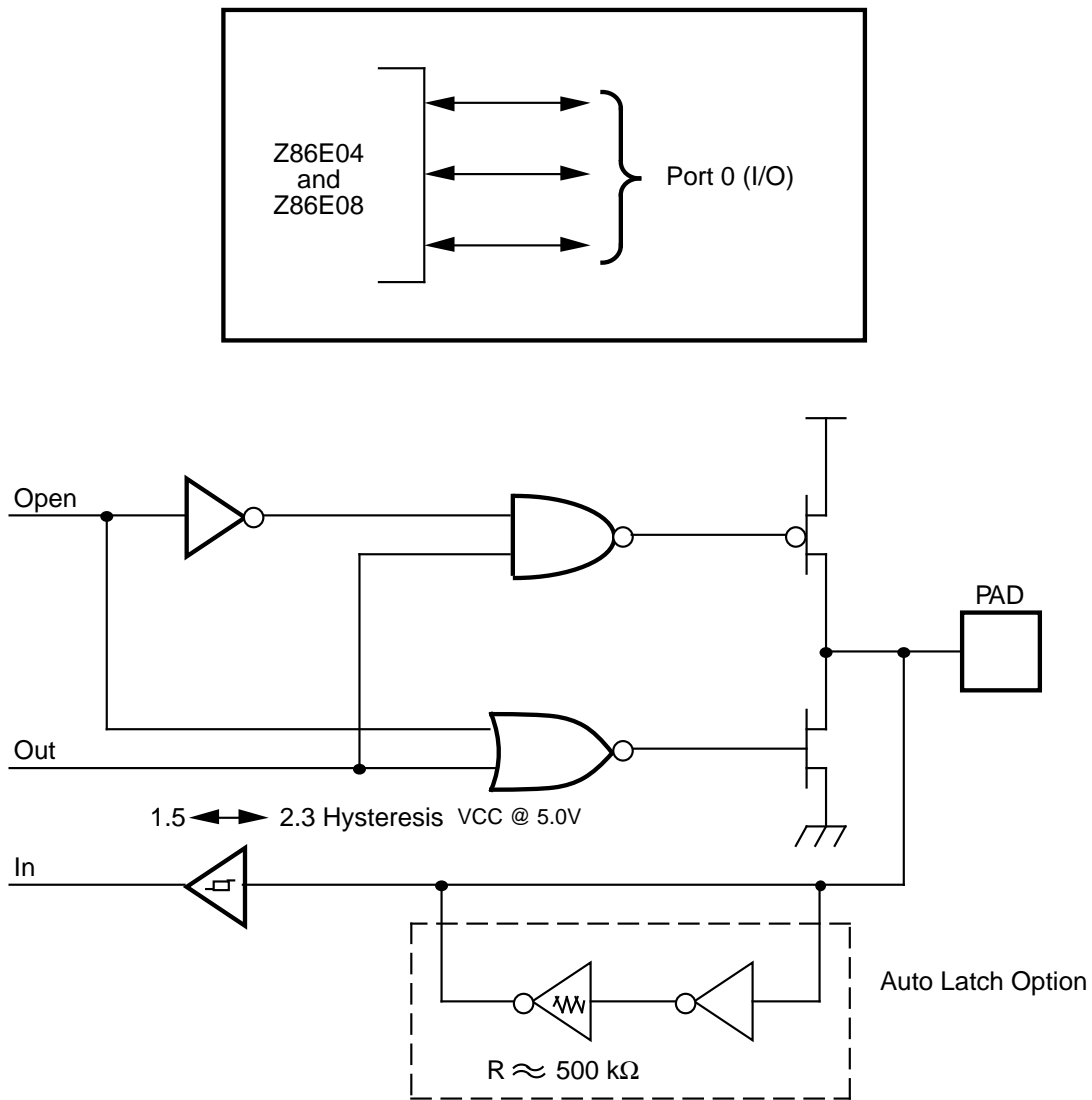 Z86E04
and
Z86E08
Port 0 (I/O)
Open
PAD
Out
1.5 2.3 Hysteresis VCC @ 5.0V
In
Auto Latch Option
R ≈ 500 kΩ